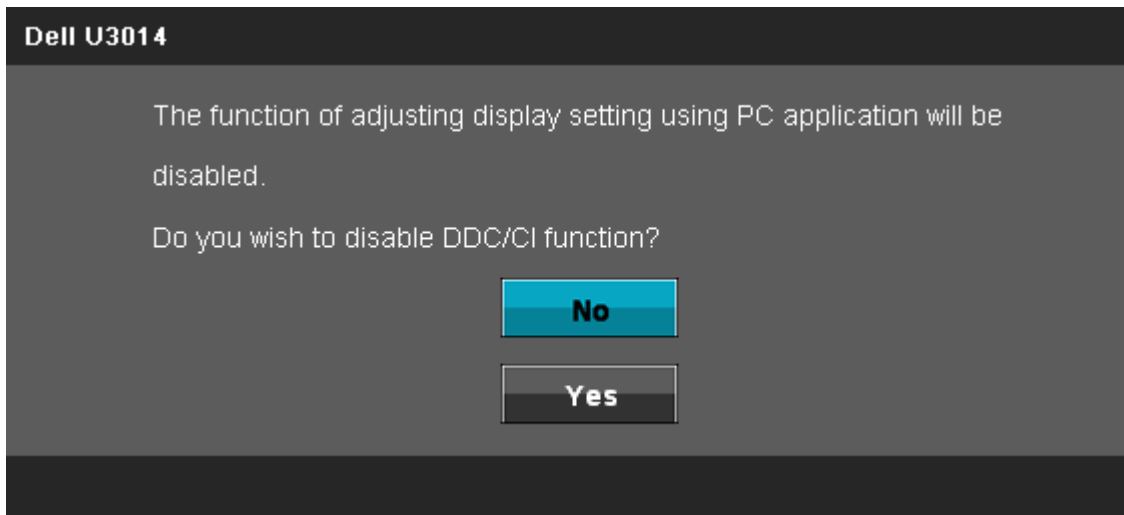 Dell U3014
The function of adjusting display setting using PC application will be
disabled.
Do you wish to disable DDC/CI function?
No
Yes